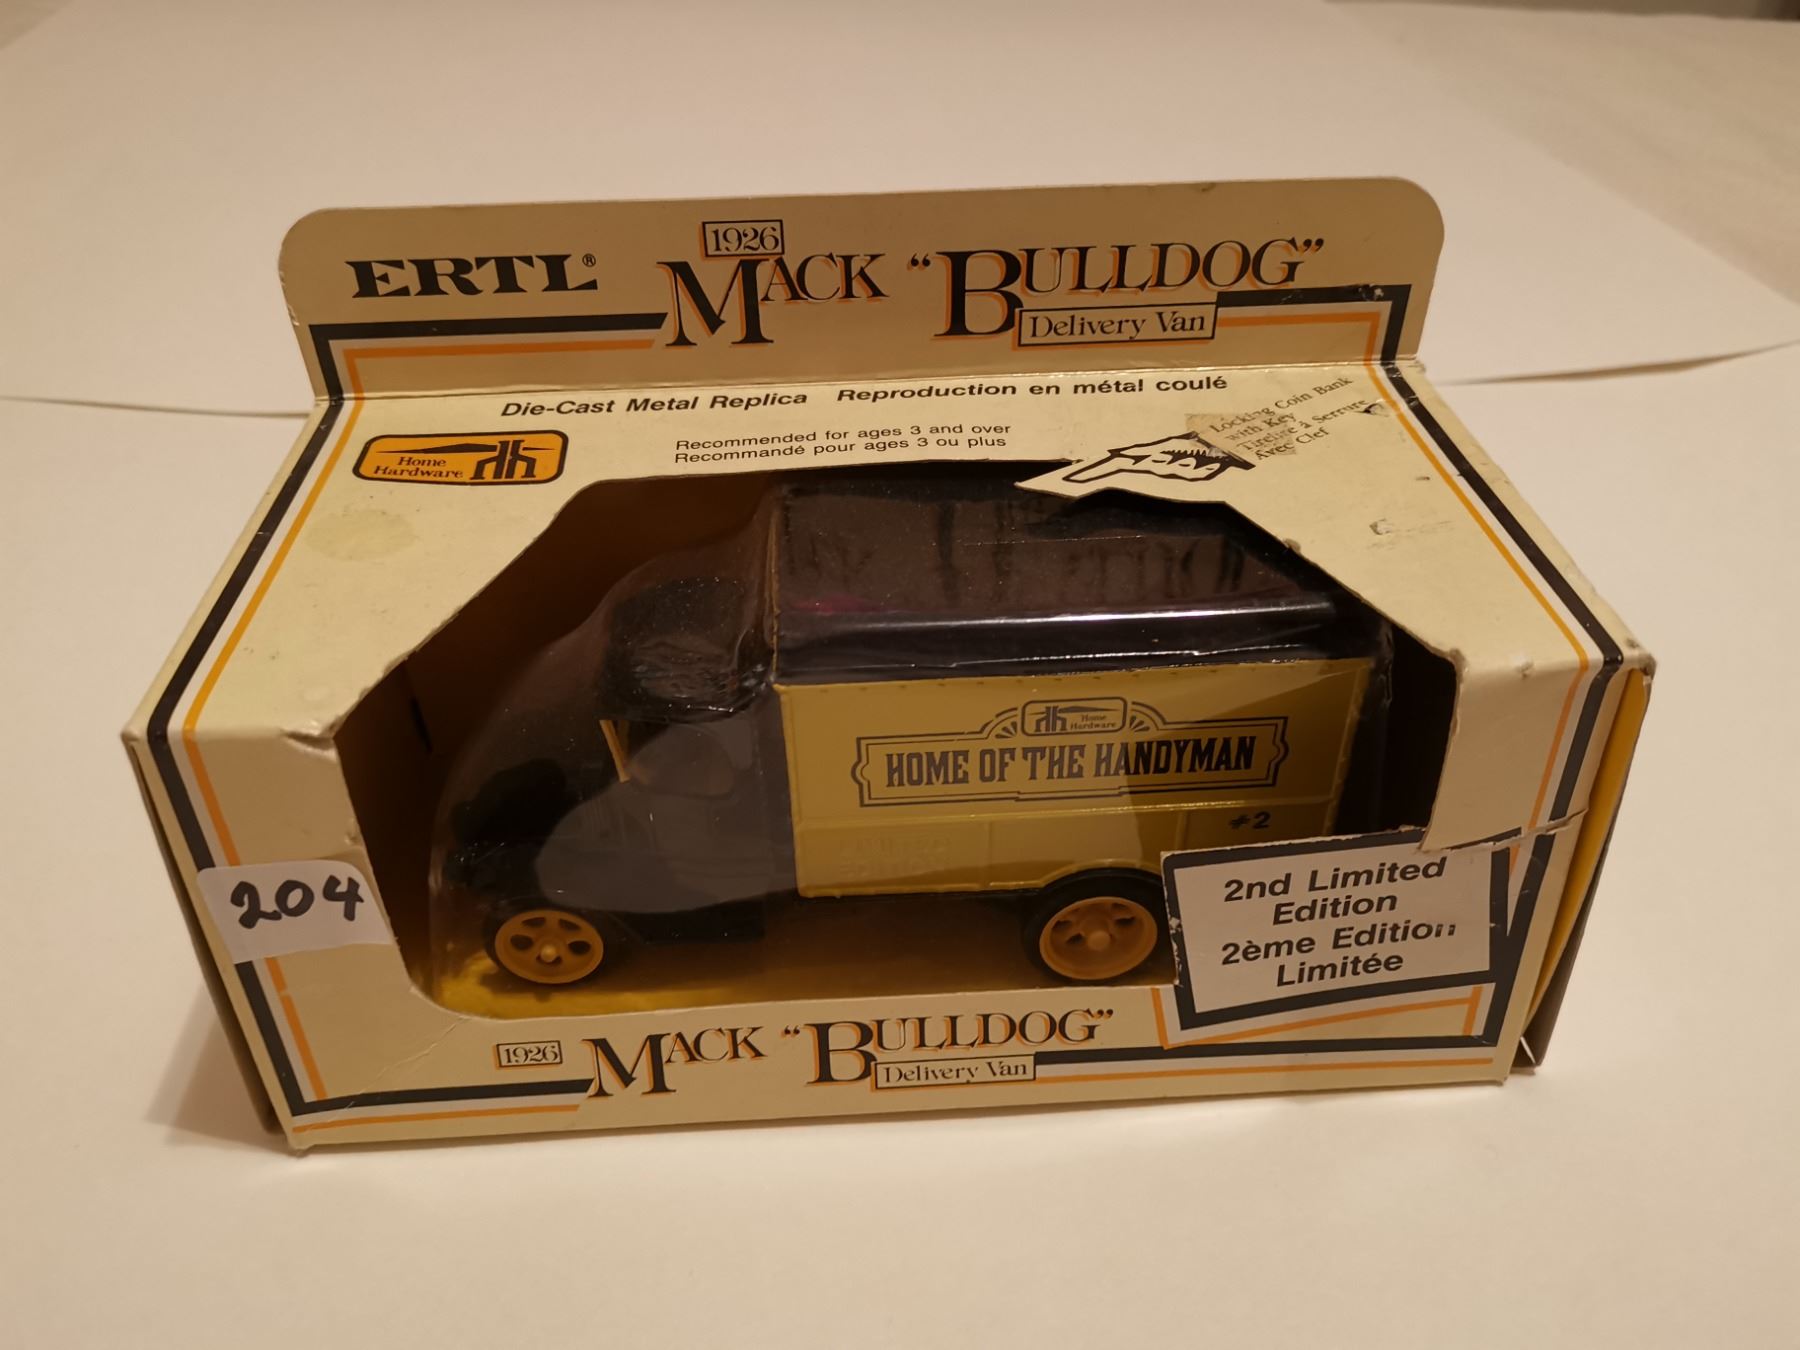 ERTL®
1926
MACK “BULLDOG”
Delivery Van
Die-Cast Metal Replica Reproduction en métal coulé
Home
Hardware
Recommended for ages 3 and over
Recommandé pour ages 3 ou plus
Locking Coin Bank
with Key
Tirelire à Serrure
Avec Clef
Home
Hardware
HOME OF THE HANDYMAN
#2
204
2nd Limited
Edition
2ème Edition
Limitée
1926
MACK “BULLDOG”
Delivery Van